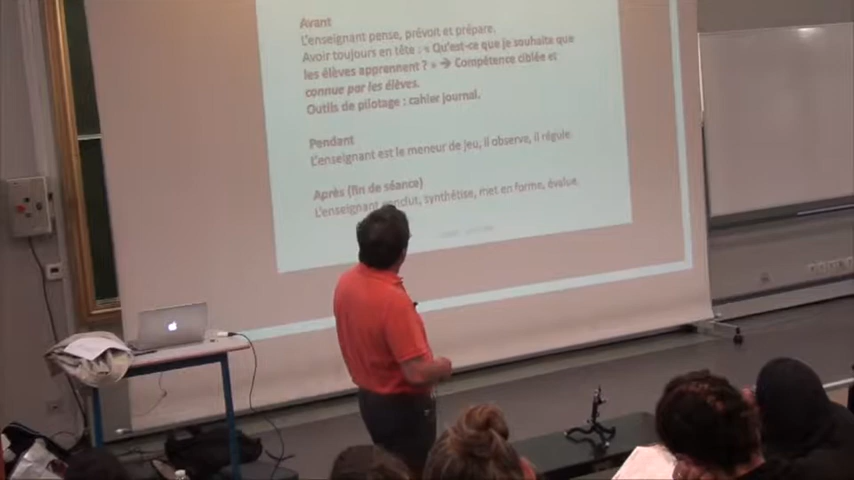 Avant
L'enseignant pense, prévoit et prépare.
Avoir toujours en tête : « Qu'est-ce que je souhaite que
les élèves apprennent ? » → Compétence ciblée et
connue par les élèves.
Outils de pilotage : cahier journal.
Pendant
L'enseignant est le meneur de jeu, il observe, il régule
Après (fin de séance)
L'enseignant conclut, synthétise, met en forme, évalue